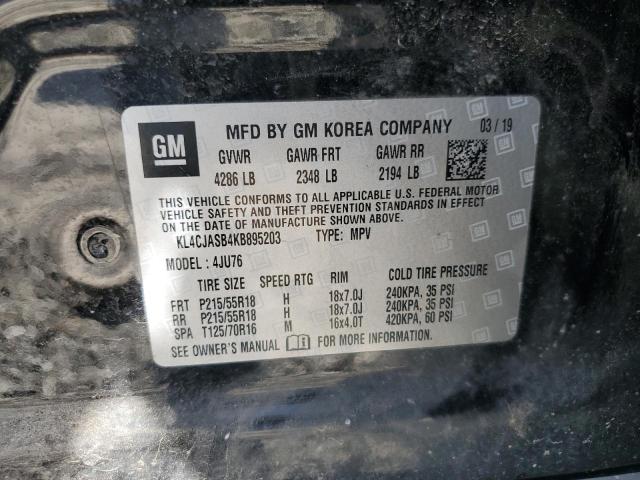 GM MFD BY GM KOREA COMPANY 03 / 19
GVWR GAWR FRT GAWR RR
4286 LB 2348 LB 2194 LB
THIS VEHICLE CONFORMS TO ALL APPLICABLE U.S. FEDERAL MOTOR
VEHICLE SAFETY AND THEFT PREVENTION STANDARDS IN EFFECT
ON THE DATE OF MANUFACTURE SHOWN ABOVE.
KL4CJASB4KB895203 TYPE: MPV
MODEL : 4JU76
TIRE SIZE SPEED RTG RIM COLD TIRE PRESSURE
FRT P215/55R18 H 18x7.0J 240KPA, 35 PSI
RR P215/55R18 H 18x7.0J 240KPA, 35 PSI
SPA T125/70R16 M 16x4.0T 420KPA, 60 PSI
SEE OWNER'S MANUAL FOR MORE INFORMATION.